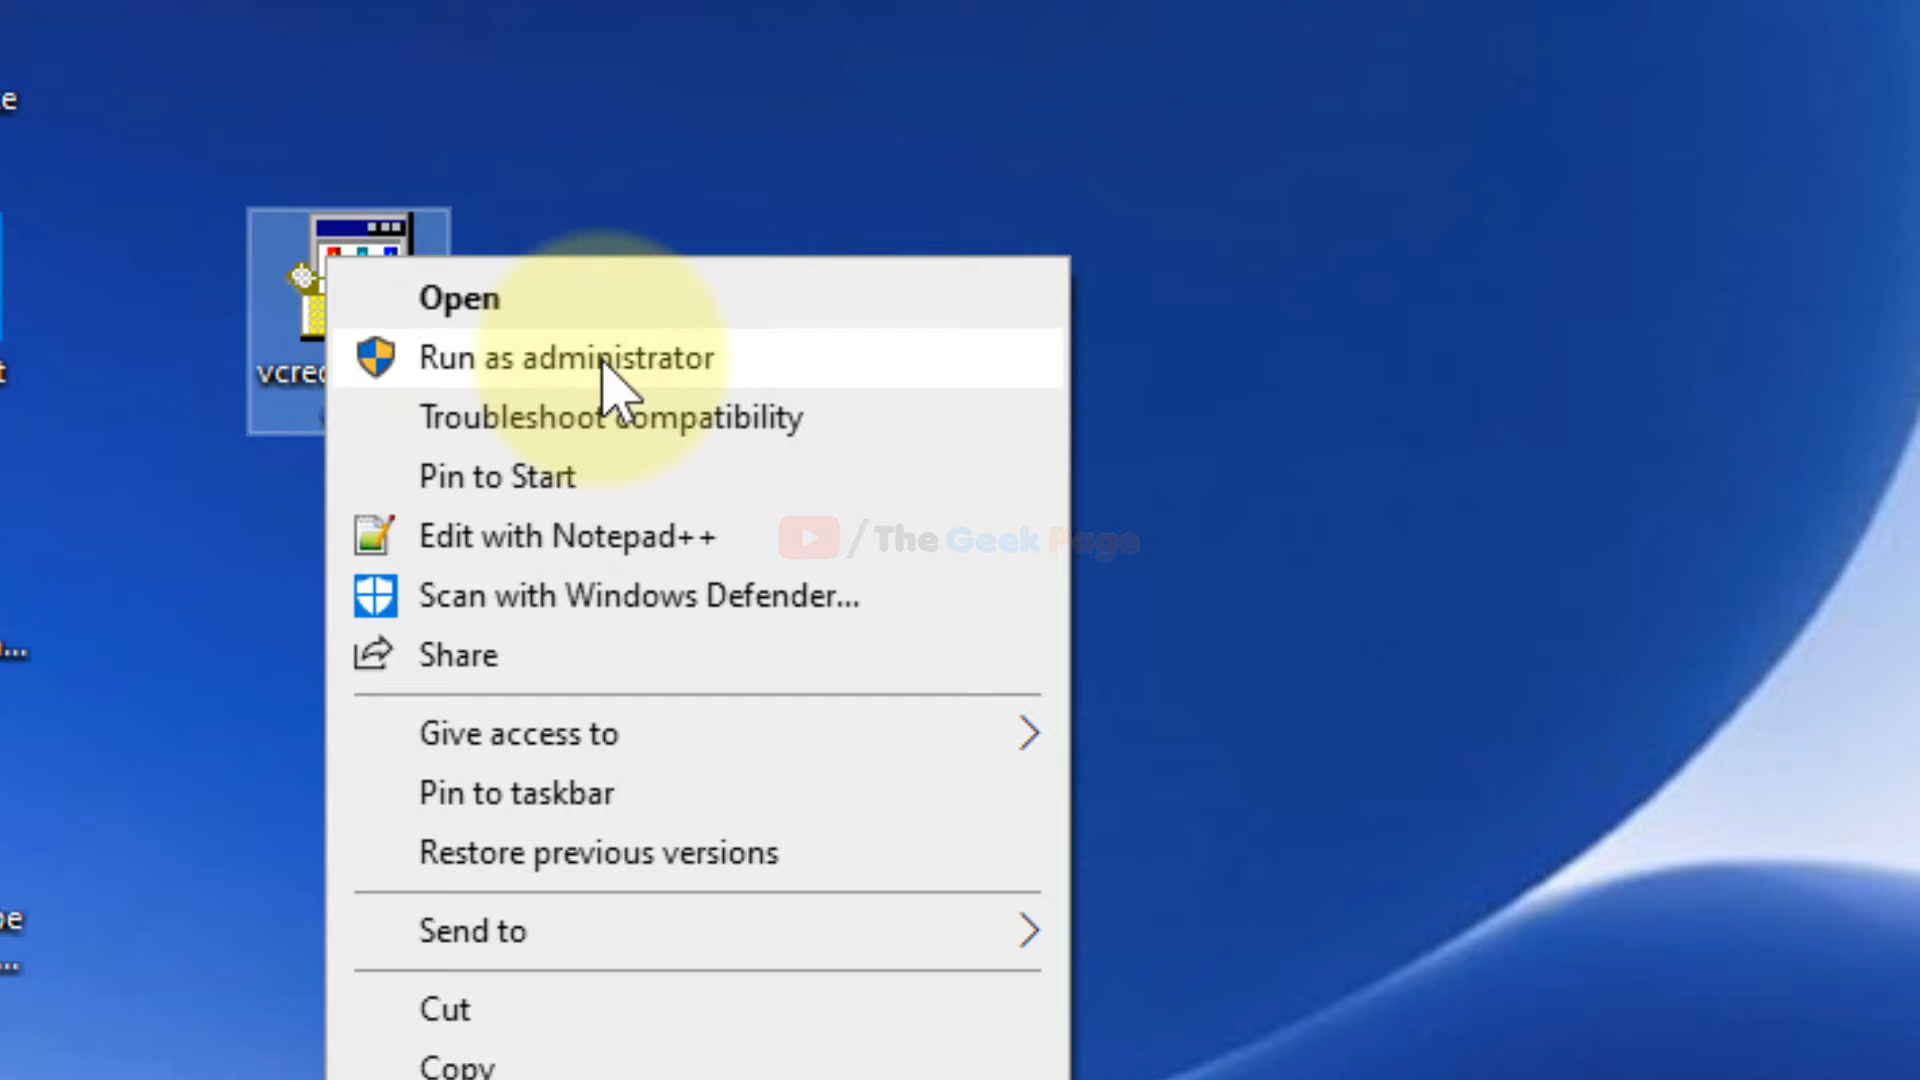 Open
Run as administrator
Troubleshoot compatibility
Pin to Start
Edit with Notepad++
/The Geek Page
Scan with Windows Defender...
Share
Give access to
Pin to taskbar
Restore previous versions
Send to
Cut
Copy